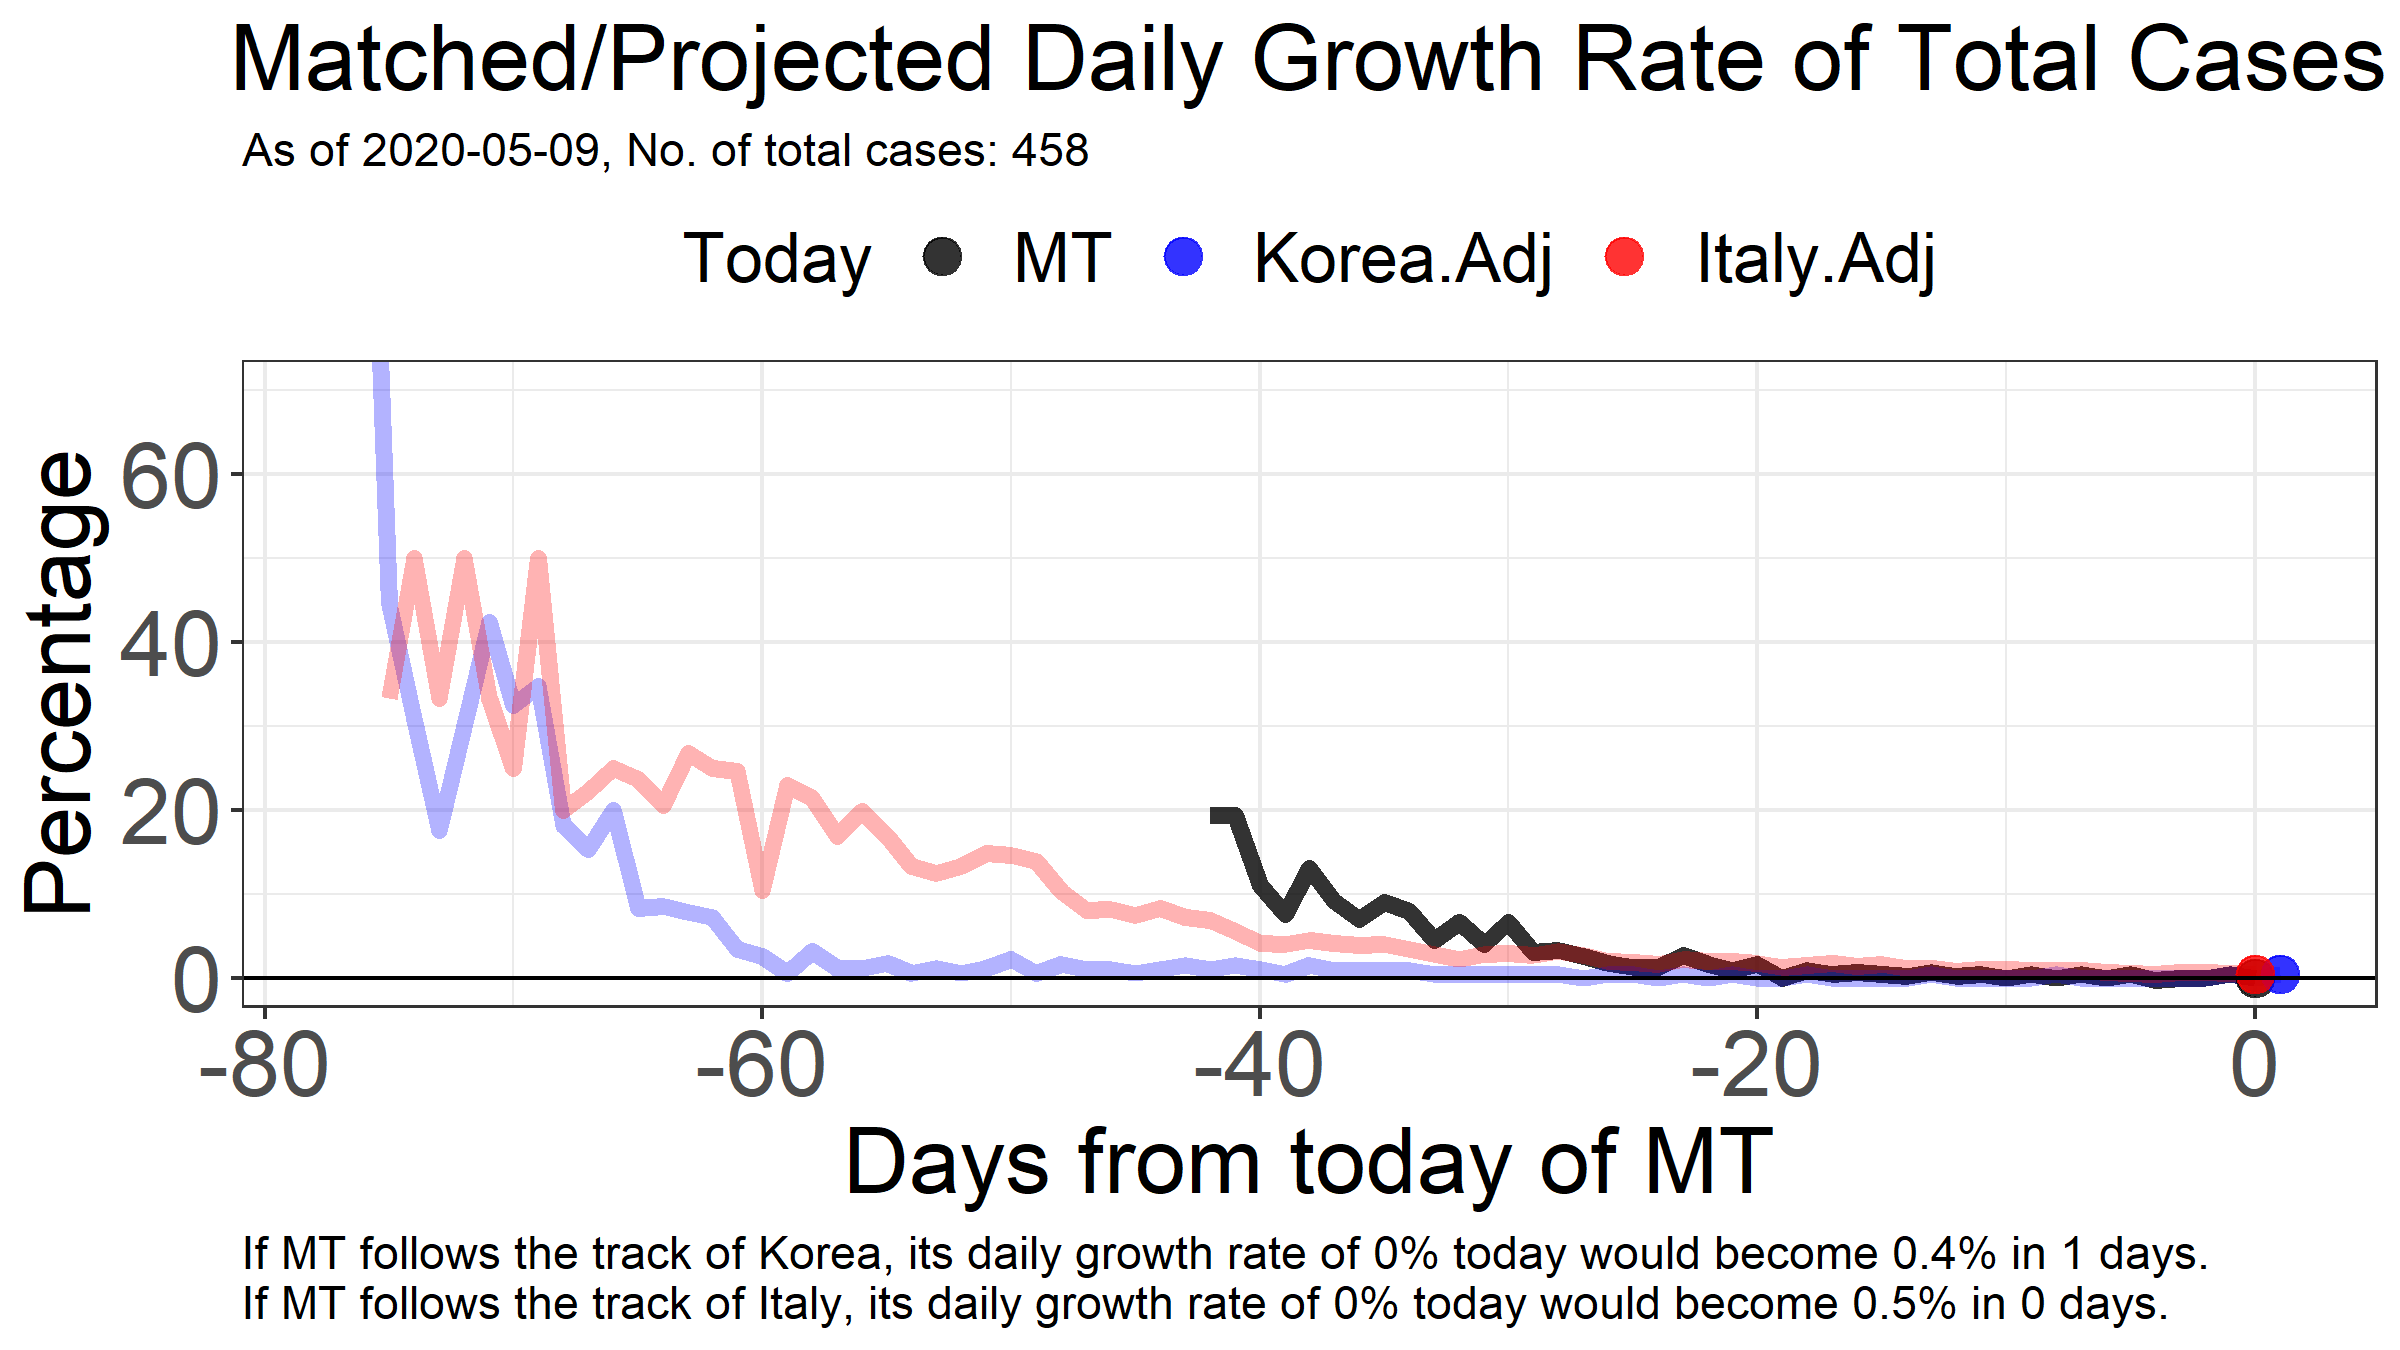 Matched/Projected Daily Growth Rate of Total Cases
As of 2020-05-09, No. of total cases: 458
Today MT Korea.Adj Italy.Adj
Percentage
60
40
20
0
-80 -60 -40 -20 0
Days from today of MT
If MT follows the track of Korea, its daily growth rate of 0% today would become 0.4% in 1 days.
If MT follows the track of Italy, its daily growth rate of 0% today would become 0.5% in 0 days.